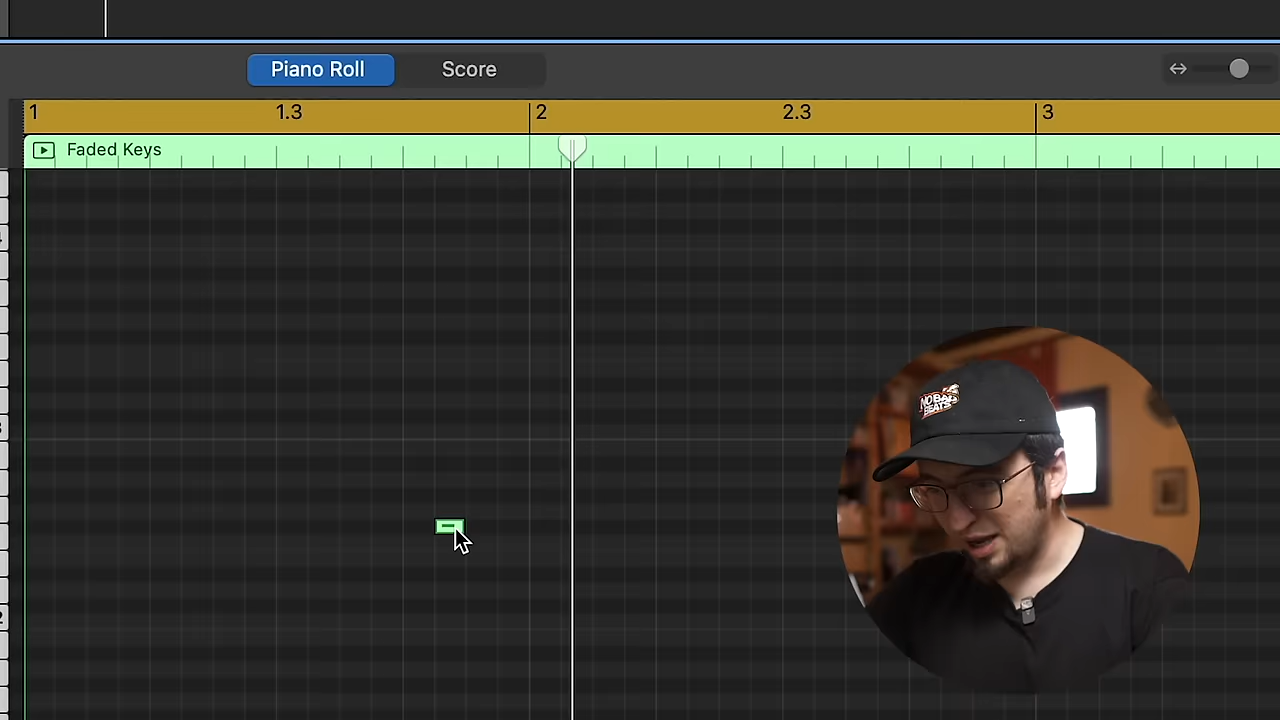 Piano Roll Score
1 1.3 2 2.3 3
Faded Keys
NO BAD
BEATS